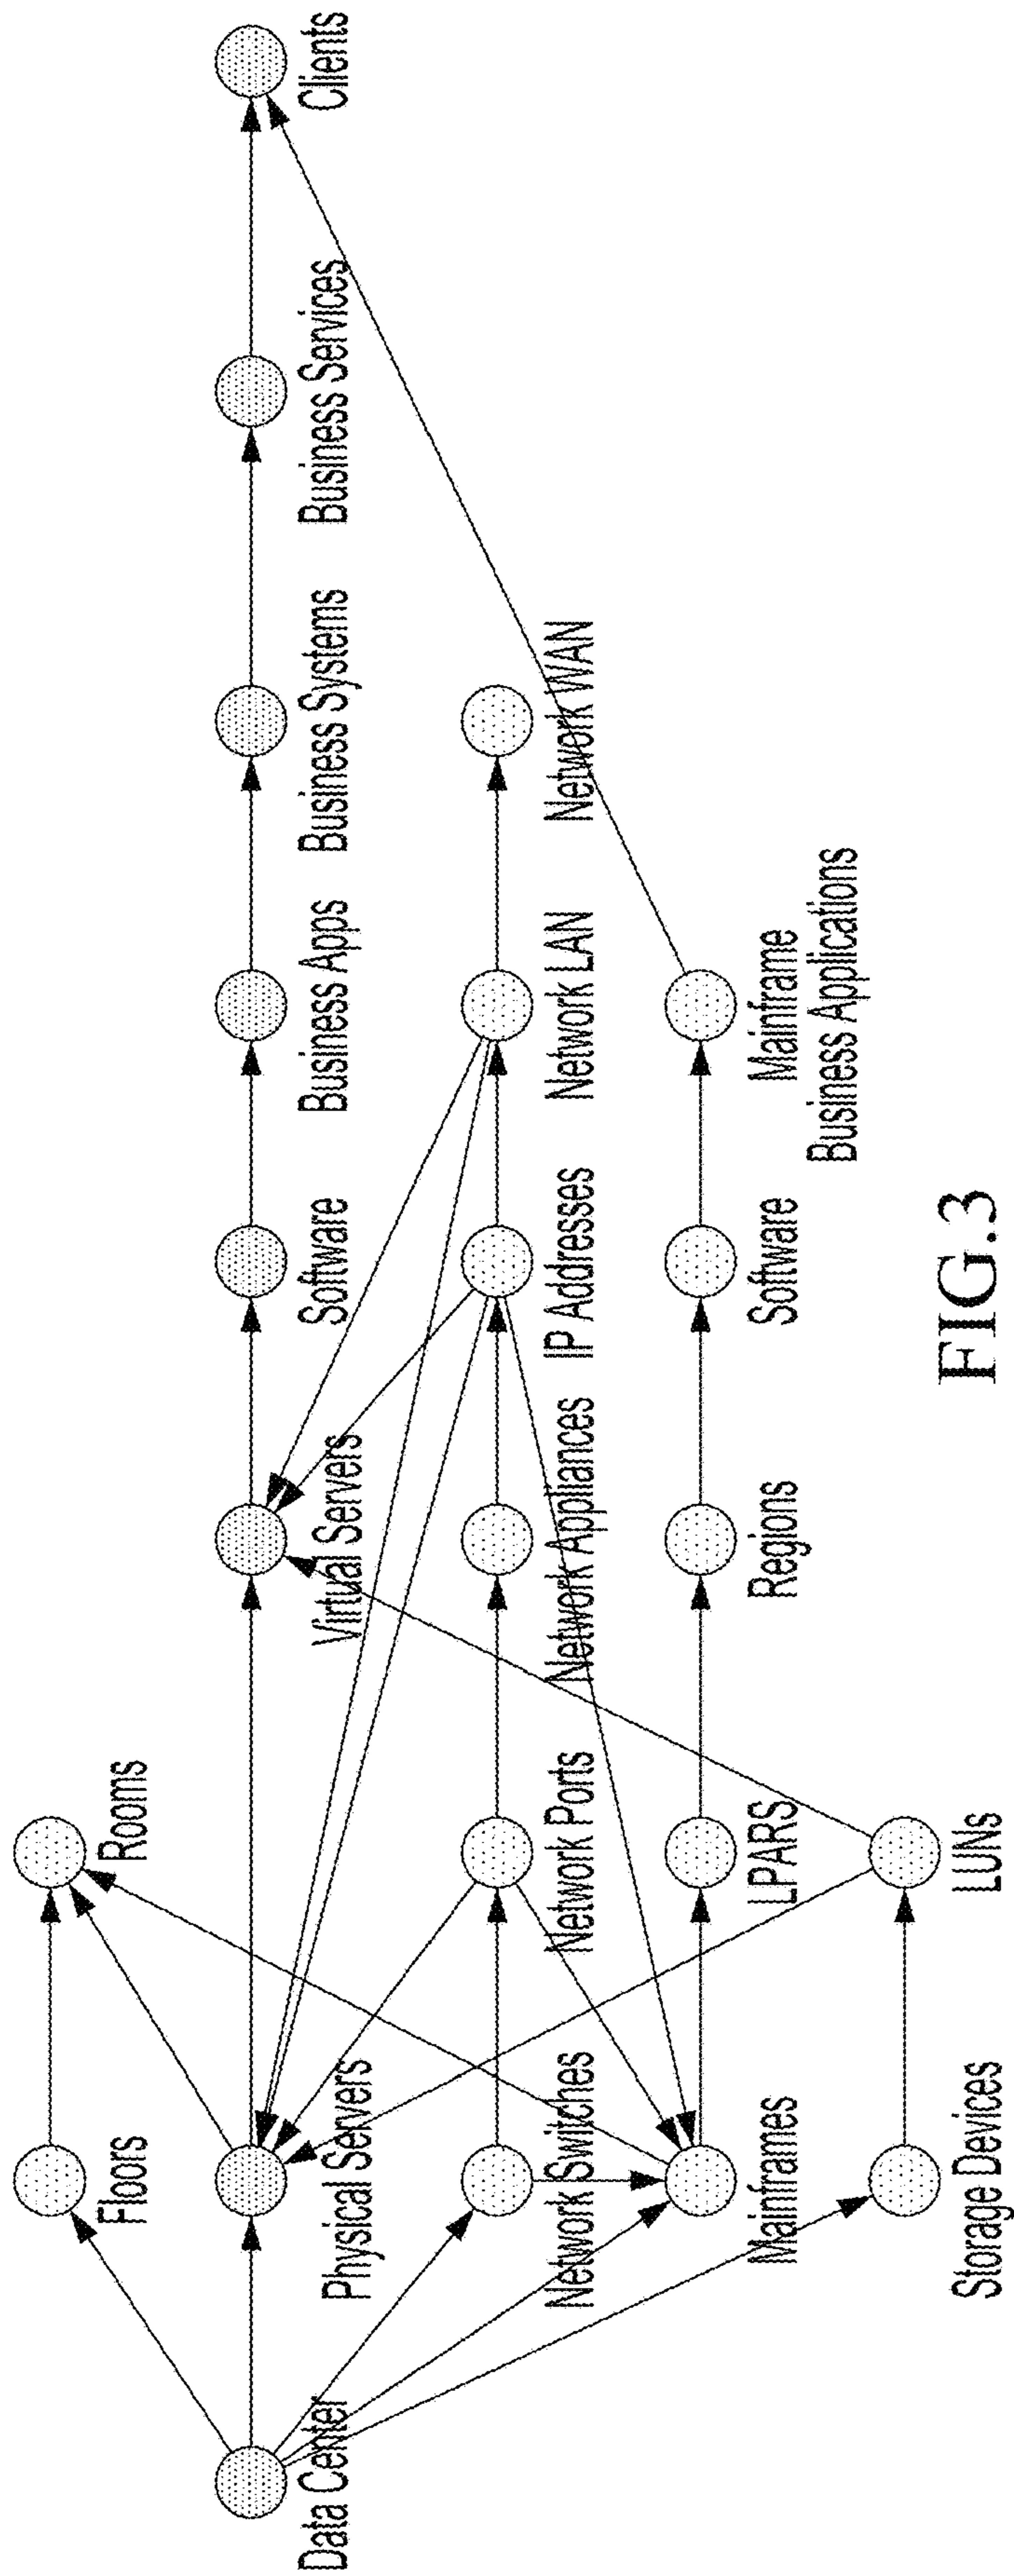 Floors
Rooms
Data Center
Physical Servers
Virtual Servers
Software
Business Apps
Business Systems
Business Services
Clients
Network Switches
Network Ports
Network Appliances
IP Addresses
Network LAN
Network WAN
Mainframes
LPARS
Regions
Software
Mainframe
Business Applications
Storage Devices
LUNs
FIG.3